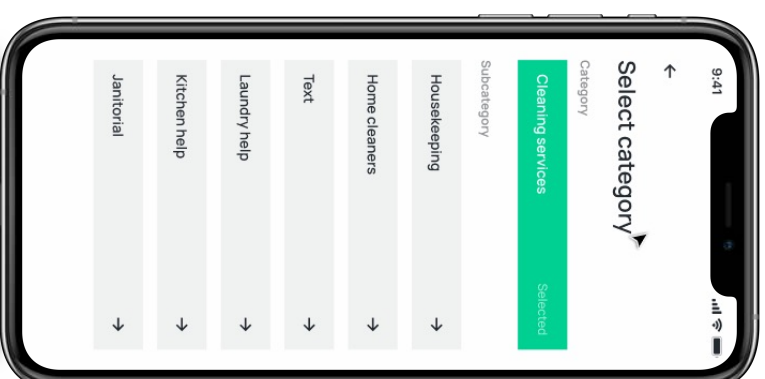 9:41
Select category
Category
Cleaning services
Selected
Subcategory
Housekeeping
Home cleaners
Text
Laundry help
Kitchen help
Janitorial